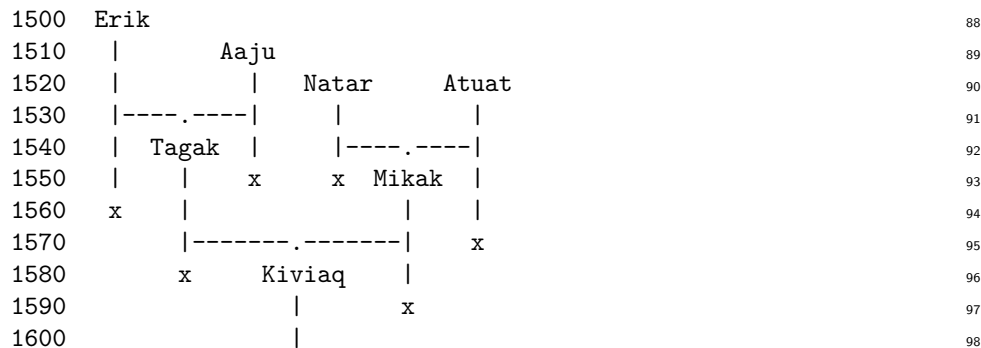 1500  Erik                                                   88
1510   |      Aaju                                           89
1520   |        |   Natar    Atuat                           90
1530   |----.----|     |        |                            91
1540   |  Tagak  |     |----.----|                           92
1550   |    |    x     x  Mikak  |                           93
1560   x    |             |   |                              94
1570        |-------.-------|    x                           95
1580        x     Kiviaq    |                                96
1590                |       x                                97
1600                |                                        98